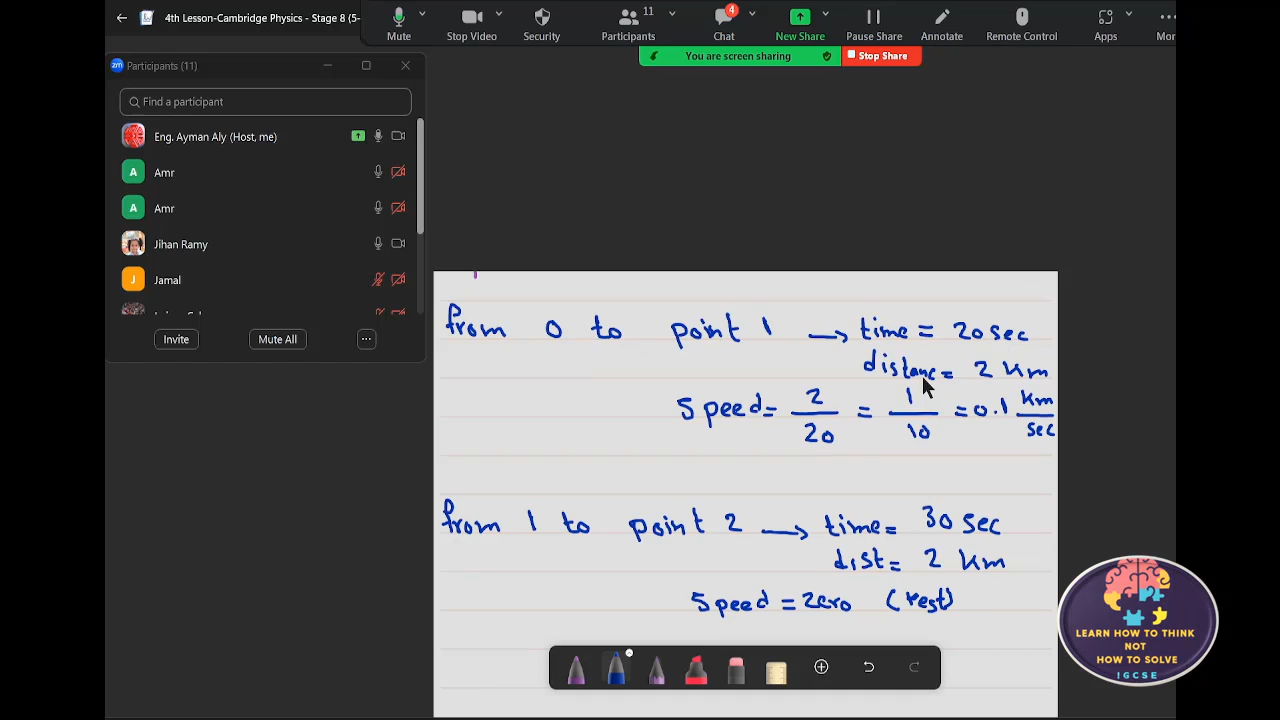 4th Lesson-Cambridge Physics - Stage 8 (5-
Mute
Stop Video
Security
11
Participants
4
Chat
New Share
Pause Share
Annotate
Remote Control
Apps
Mor
You are screen sharing
Stop Share
zm Participants (11)
Find a participant
Eng. Ayman Aly (Host, me)
A Amr
A Amr
Jihan Ramy
J Jamal
Invite
Mute All
from 0 to point 1 → time = 20 sec
distance = 2 Km
Speed = 2/20 = 1/10 = 0.1 Km/sec
from 1 to point 2 → time = 30 sec
dist = 2 Km
Speed = Zero (rest)
LEARN HOW TO THINK
NOT
HOW TO SOLVE
!GCSE